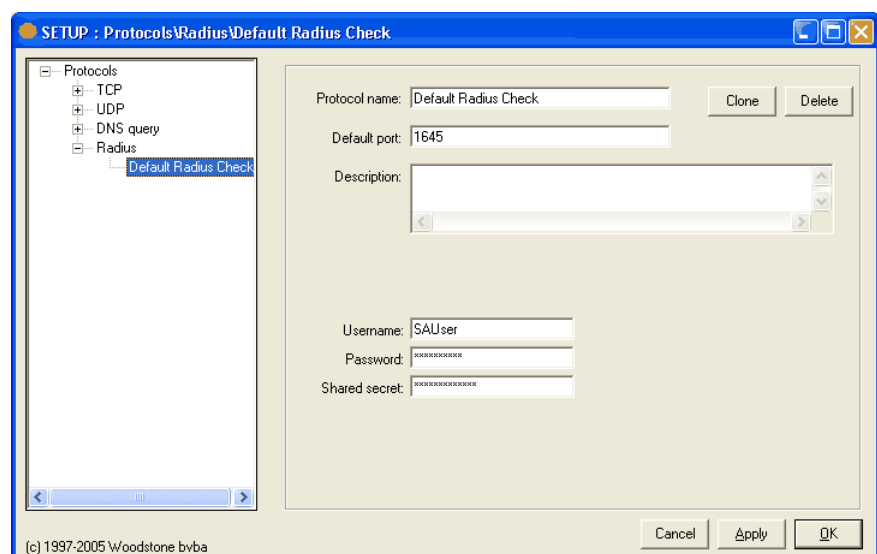 SETUP : Protocols\Radius\Default Radius Check
Protocols
TCP
UDP
DNS query
Radius
Default Radius Check
Protocol name: Default Radius Check
Clone
Delete
Default port: 1645
Description:
Username: SAUser
Password: **********
Shared secret: *************
Cancel
Apply
OK
(c) 1997-2005 Woodstone bvba